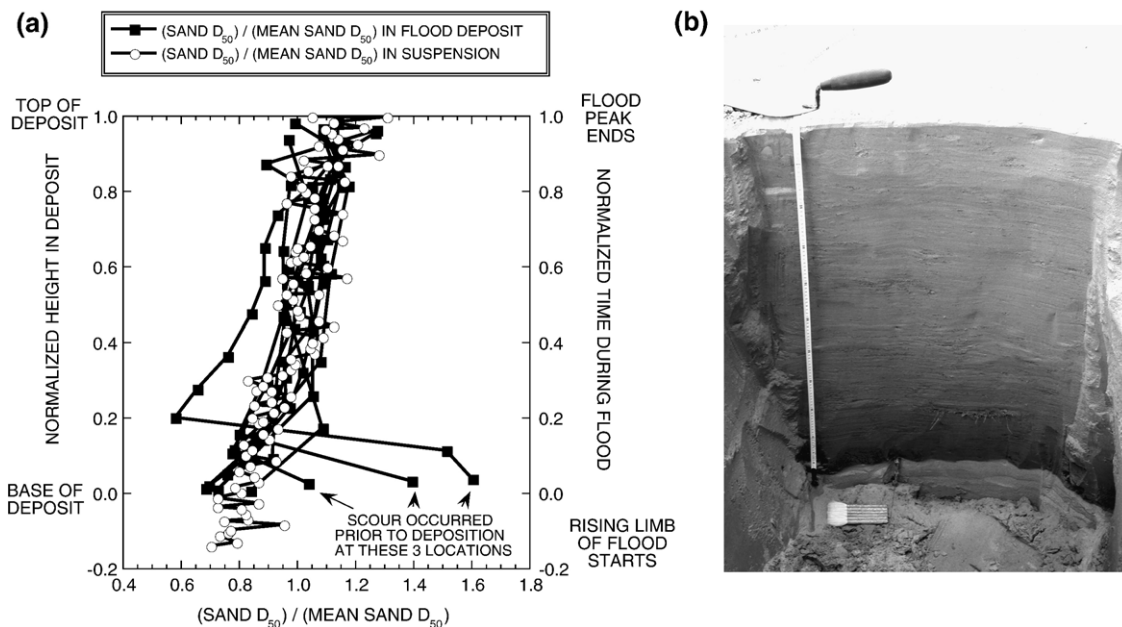 (a)
(SAND D50) / (MEAN SAND D50) IN FLOOD DEPOSIT
(SAND D50) / (MEAN SAND D50) IN SUSPENSION
TOP OF
DEPOSIT
BASE OF
DEPOSIT
NORMALIZED HEIGHT IN DEPOSIT
1.0
0.8
0.6
0.4
0.2
0.0
-0.2
SCOUR OCCURRED
PRIOR TO DEPOSITION
AT THESE 3 LOCATIONS
0.4 0.6 0.8 1.0 1.2 1.4 1.6 1.8
(SAND D50) / (MEAN SAND D50)
1.0
0.8
0.6
0.4
0.2
0.0
-0.2
NORMALIZED TIME DURING FLOOD
FLOOD
PEAK
ENDS
RISING LIMB
OF FLOOD
STARTS
(b)